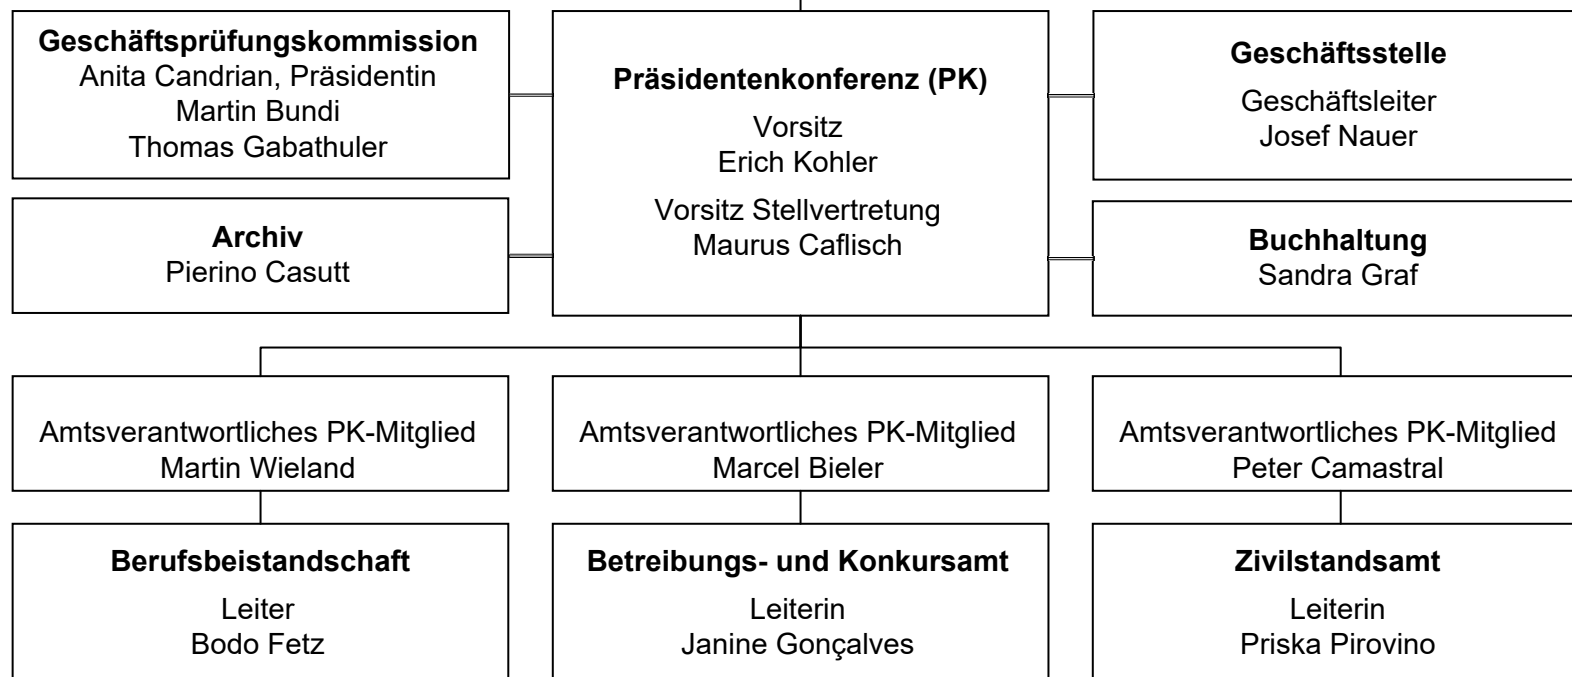 Geschäftsprüfungskommission
Anita Candrian, Präsidentin
Martin Bundi
Thomas Gabathuler
Präsidentenkonferenz (PK)
Vorsitz
Erich Kohler
Vorsitz Stellvertretung
Maurus Caflisch
Geschäftsstelle
Geschäftsleiter
Josef Nauer
Archiv
Pierino Casutt
Buchhaltung
Sandra Graf
Amtsverantwortliches PK-Mitglied
Martin Wieland
Amtsverantwortliches PK-Mitglied
Marcel Bieler
Amtsverantwortliches PK-Mitglied
Peter Camastral
Berufsbeistandschaft
Leiter
Bodo Fetz
Betreibungs- und Konkursamt
Leiterin
Janine Gonçalves
Zivilstandsamt
Leiterin
Priska Pirovino